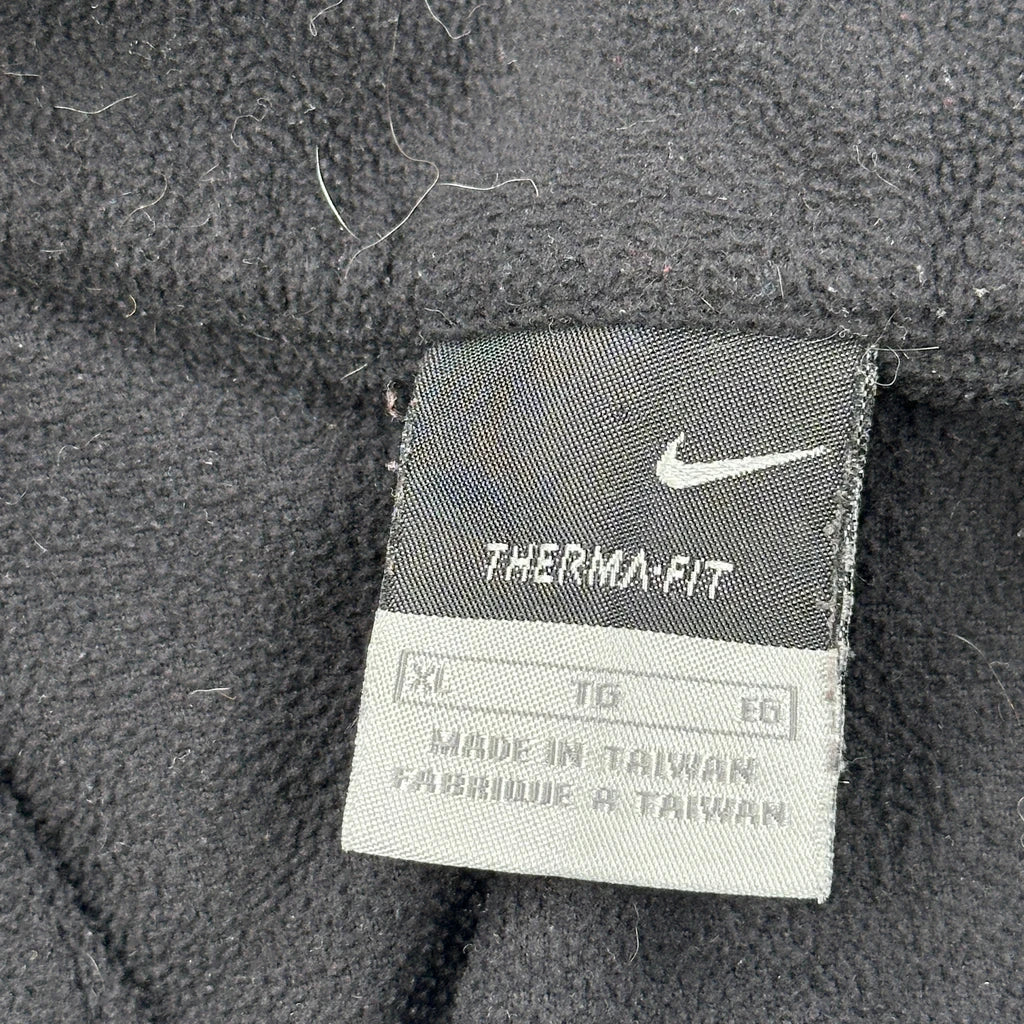 THERMA·FIT
XL TG EG
MADE IN TAIWAN
FABRIQUE A TAIWAN